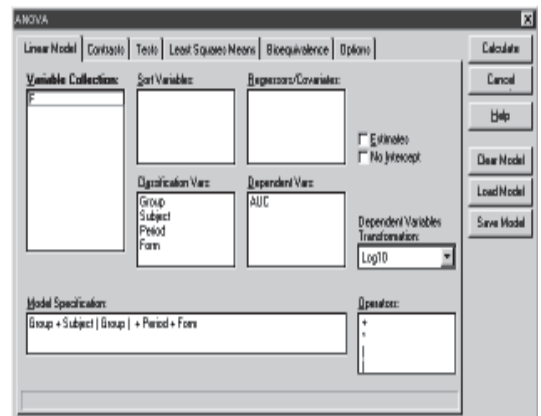 ANOVA
Linear Model Contrasts Tests Least Squares Means Bioequivalence Options
Calculate
Cancel
Help
Clear Model
Load Model
Save Model
Variable Collection:
F
Sort Variables:
Regressors/Covariates:
Estimates
No Intercept
Classification Vars:
Group
Subject
Period
Form
Dependent Vars:
AUC
Dependent Variables
Transformation:
Log10
Model Specification:
Group + Subject | Group | + Period + Form
Operators:
+
*
|
|